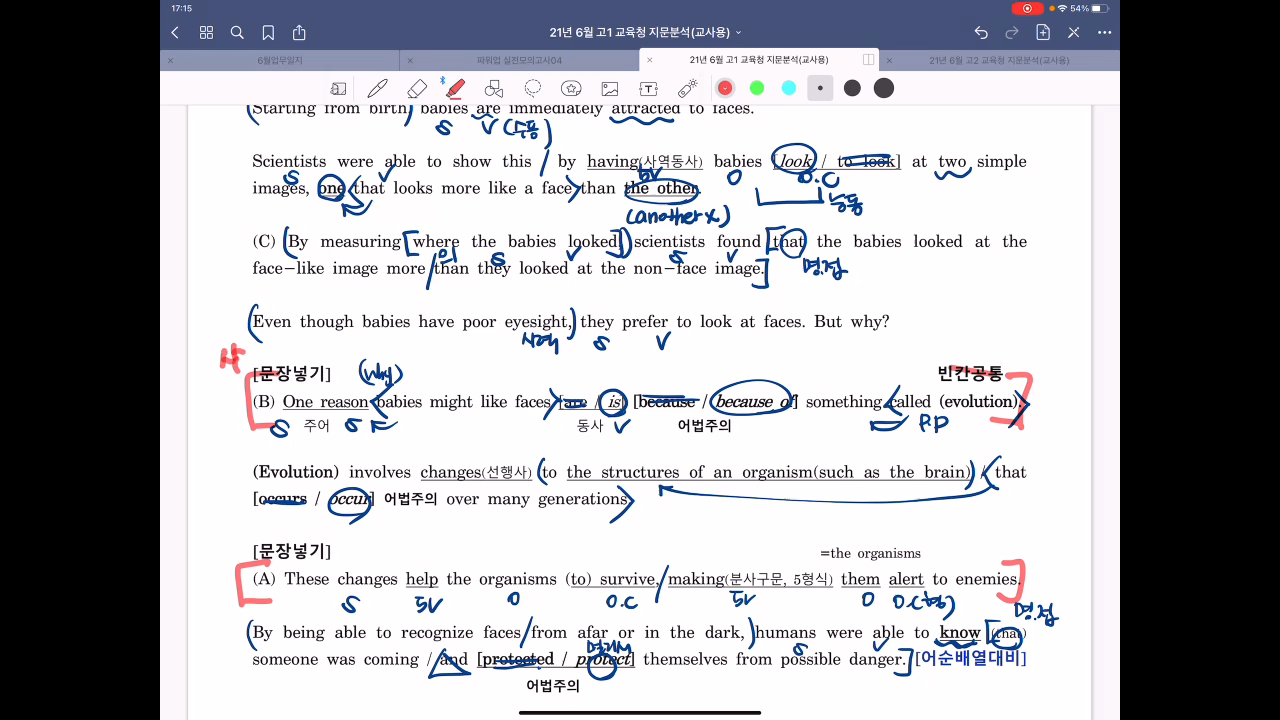 17:15
54%
21년 6월 고1 교육청 지문분석(교사용)
6월업무일지
파워업 실전모의고사04
21년 6월 고1 교육청 지문분석(교사용)
21년 6월 고2 교육청 지문분석(교사용)
(Starting from birth) babies are immediately attracted to faces.
S V (수동)
Scientists were able to show this / by having(사역동사) babies [look / to look] at two simple
S V 5V O O.C
images, one that looks more like a face than the other.
(another x) 능동
(C) (By measuring [where the babies looked,]) scientists found [that the babies looked at the
의 S V S V
face-like image more / than they looked at the non-face image.]
명.접
(Even though babies have poor eyesight,) they prefer to look at faces. But why?
S V
[문장넣기] (why) 빈칸공통
(B) One reason babies might like faces [are / is] [because / because of] something called (evolution).
S 주어 S 동사 V 어법주의 P.P
(Evolution) involves changes(선행사) (to the structures of an organism(such as the brain)) / that
[occurs / occur] 어법주의 over many generations.
[문장넣기] =the organisms
(A) These changes help the organisms (to) survive, / making(분사구문, 5형식) them alert to enemies.
S 5V O O.C 5V O O.C(형)
명.접
(By being able to recognize faces / from afar or in the dark,) humans were able to know [(that)
S V
someone was coming / and [protected / protect] themselves from possible danger.] [어순배열대비]
어법주의